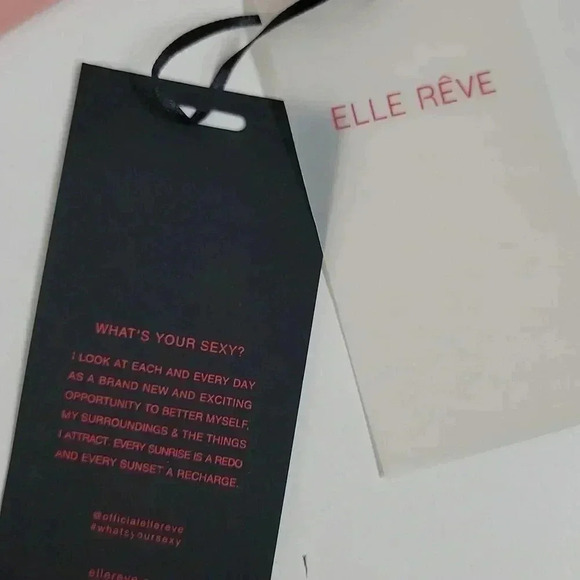 ELLE RÊVE
WHAT'S YOUR SEXY?
I LOOK AT EACH AND EVERY DAY
AS A BRAND NEW AND EXCITING
OPPORTUNITY TO BETTER MYSELF,
MY SURROUNDINGS & THE THINGS
I ATTRACT. EVERY SUNRISE IS A REDO
AND EVERY SUNSET A RECHARGE.
@officialellereve
#whatsyoursexy